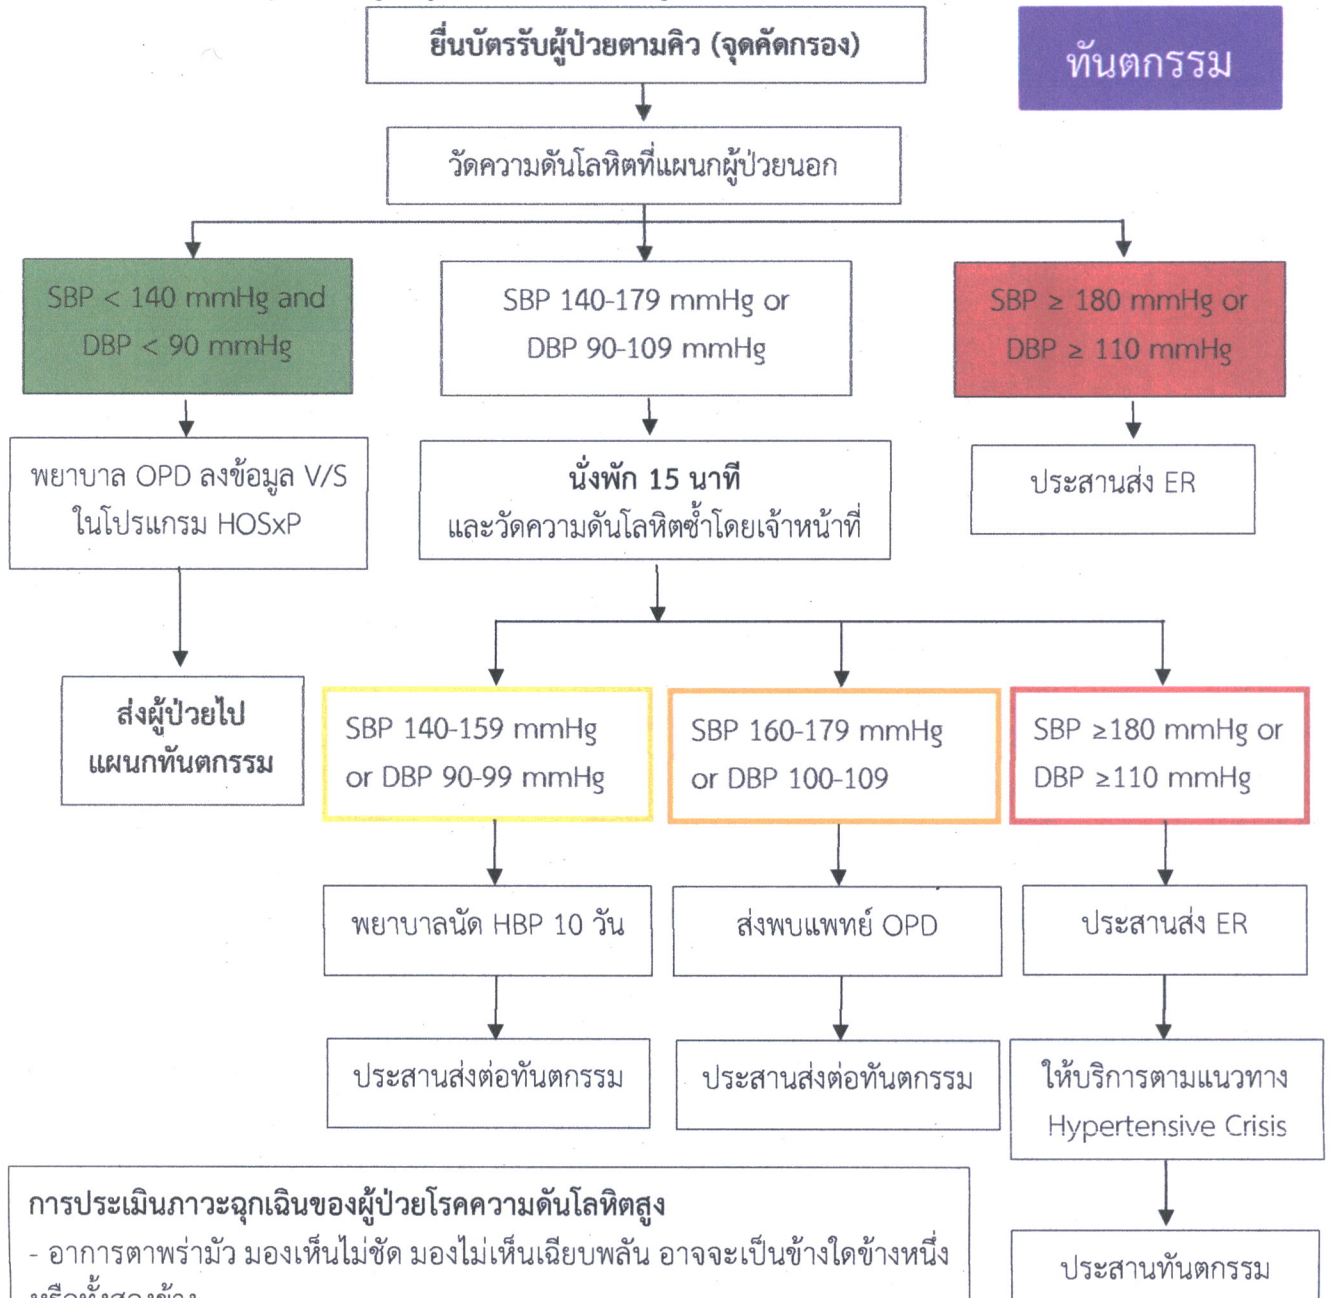 ยื่นบัตรรับผู้ป่วยตามคิว (จุดคัดกรอง)
ทันตกรรม
วัดความดันโลหิตที่แผนกผู้ป่วยนอก
SBP < 140 mmHg and
DBP < 90 mmHg
SBP 140-179 mmHg or
DBP 90-109 mmHg
SBP ≥ 180 mmHg or
DBP ≥ 110 mmHg
พยาบาล OPD ลงข้อมูล V/S
ในโปรแกรม HOSxP
นั่งพัก 15 นาที
และวัดความดันโลหิตซ้ำโดยเจ้าหน้าที่
ประสานส่ง ER
ส่งผู้ป่วยไป
แผนกทันตกรรม
SBP 140-159 mmHg
or DBP 90-99 mmHg
SBP 160-179 mmHg
or DBP 100-109
SBP ≥180 mmHg or
DBP ≥110 mmHg
พยาบาลนัด HBP 10 วัน
ส่งพบแพทย์ OPD
ประสานส่ง ER
ประสานส่งต่อทันตกรรม
ประสานส่งต่อทันตกรรม
ให้บริการตามแนวทาง
Hypertensive Crisis
ประสานทันตกรรม
การประเมินภาวะฉุกเฉินของผู้ป่วยโรคความดันโลหิตสูง
- อาการตาพร่ามัว มองเห็นไม่ชัด มองไม่เห็นเฉียบพลัน อาจจะเป็นข้างใดข้างหนึ่ง
หรือทั้งสองข้าง